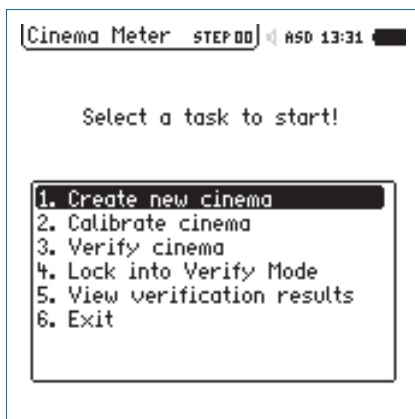 Cinema Meter STEP 00 ASD 13:31
Select a task to start!
1. Create new cinema
2. Calibrate cinema
3. Verify cinema
4. Lock into Verify Mode
5. View verification results
6. Exit